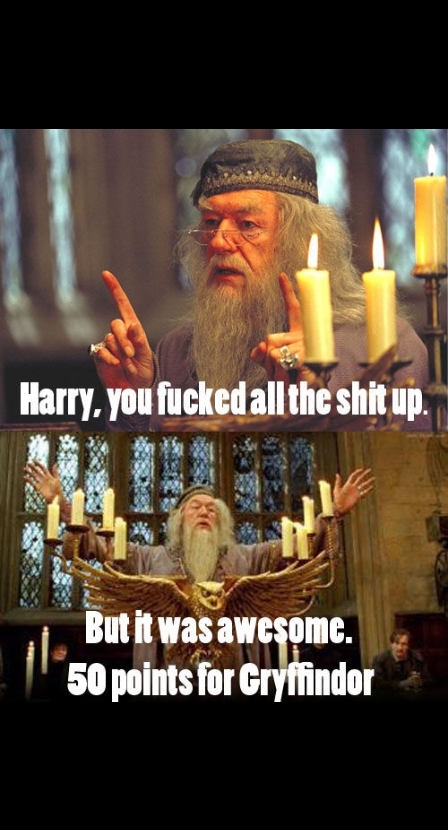 Harry, you fucked all the shit up.
But it was awesome.
50 points for Gryffindor